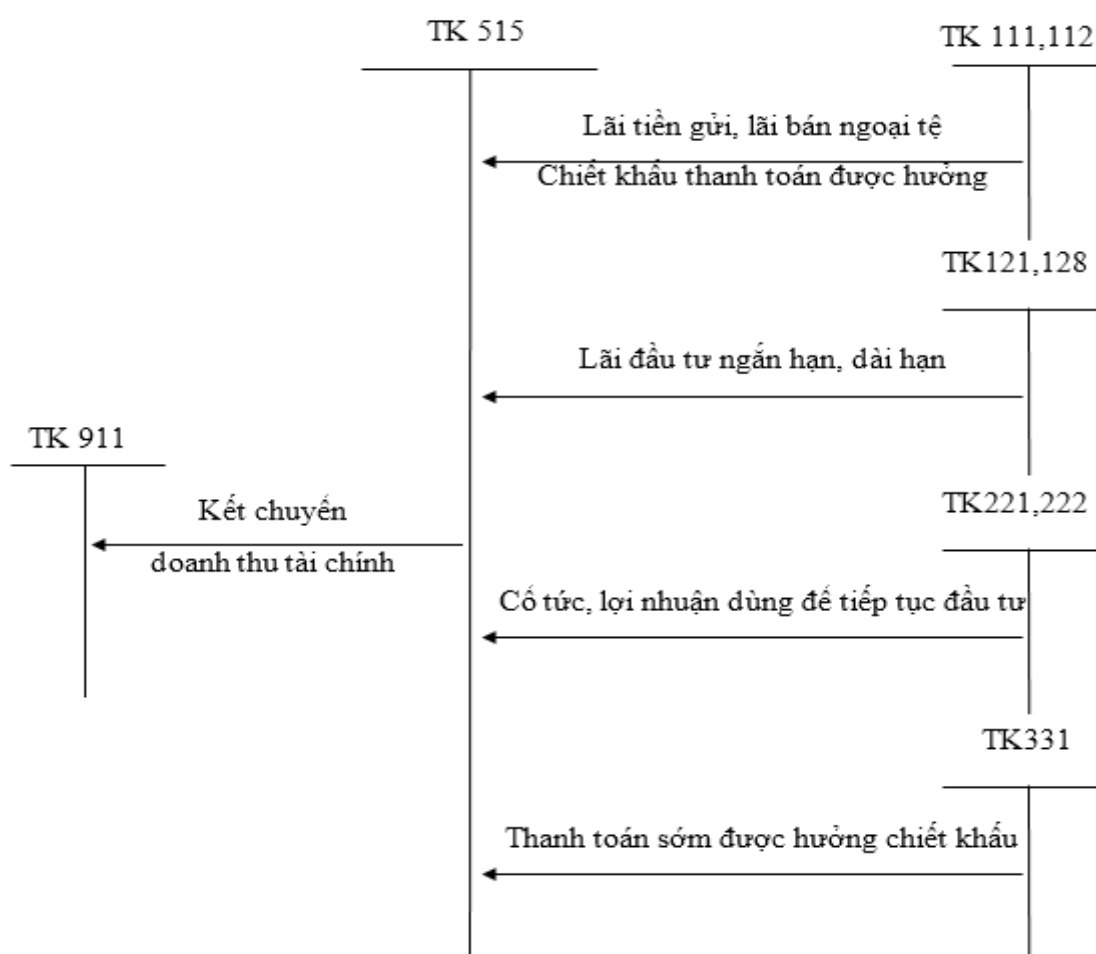 TK 515
TK 111,112
Lãi tiền gửi, lãi bán ngoại tệ
Chiết khấu thanh toán được hưởng
TK121,128
Lãi đầu tư ngắn hạn, dài hạn
TK 911
Kết chuyển
doanh thu tài chính
TK221,222
Cổ tức, lợi nhuận dùng để tiếp tục đầu tư
TK331
Thanh toán sớm được hưởng chiết khấu